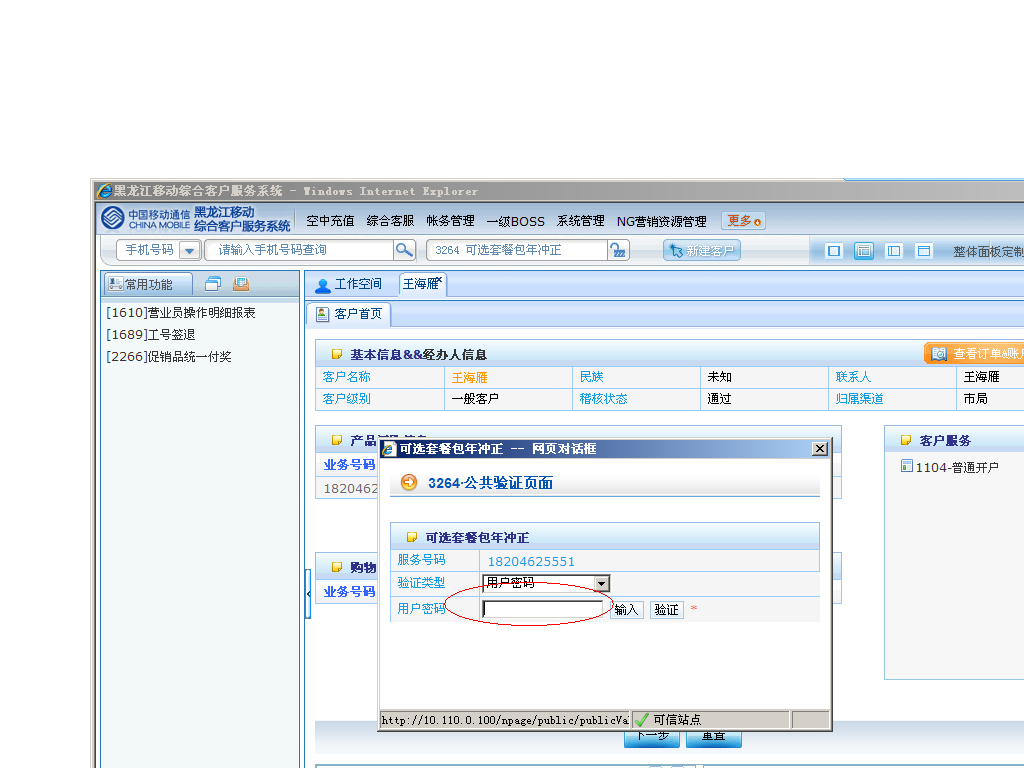 黑龙江移动综合客户服务系统 - Windows Internet Explorer
中国移动通信 CHINA MOBILE 黑龙江移动 综合客户服务系统
空中充值 综合客服 帐务管理 一级BOSS 系统管理 NG营销资源管理 更多
手机号码 请输入手机号码查询 3264 可选套餐包年冲正 新建客户 整体面板定制
常用功能 工作空间 王海雁
[1610]营业员操作明细报表
[1689]工号签退
[2266]促销品统一付奖
客户首页
基本信息&&经办人信息 查看订单&账户
客户名称 王海雁 民族 未知 联系人 王海雁
客户级别 一般客户 稽核状态 通过 归属渠道 市局
产品
业务号码
1820462
购物
业务号码
客户服务
1104-普通开户
可选套餐包年冲正 -- 网页对话框
3264·公共验证页面
可选套餐包年冲正
服务号码 18204625551
验证类型 用户密码
用户密码 输入 验证 *
http://10.110.0.100/npage/public/publicVa 可信站点
下一步 重置